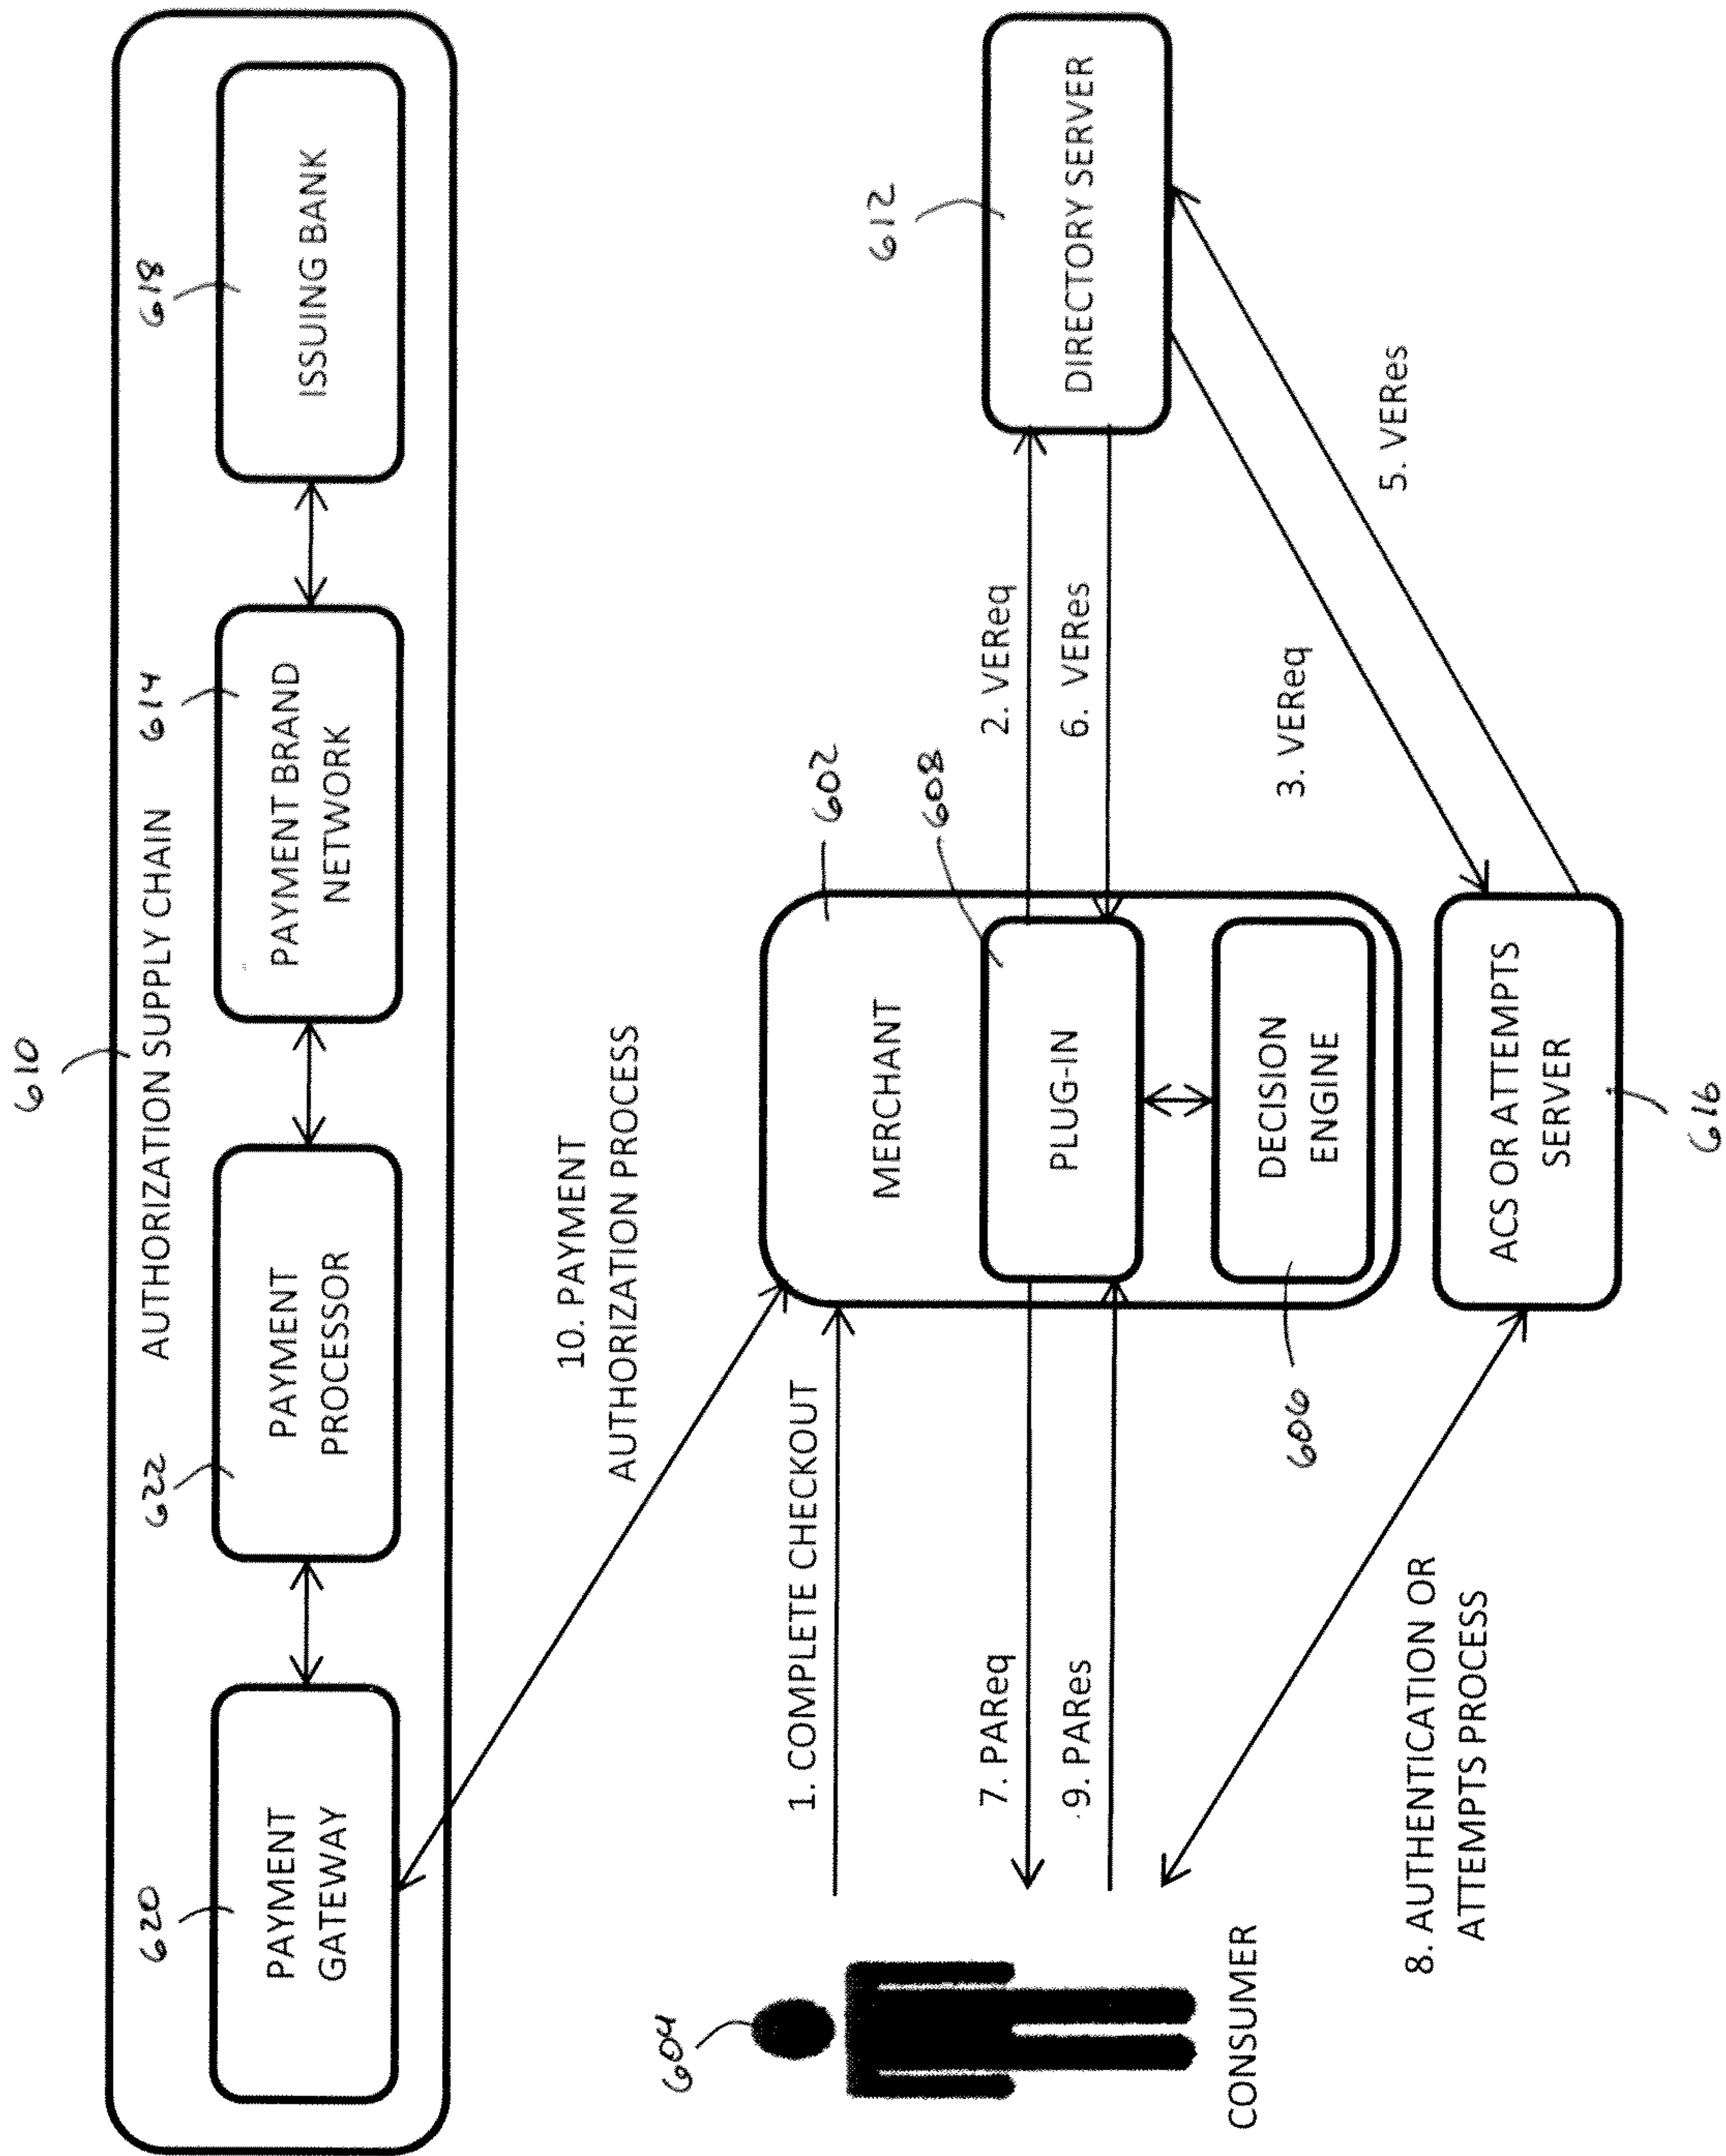 610
AUTHORIZATION SUPPLY CHAIN
620
622
614
618
PAYMENT
GATEWAY
PAYMENT
PROCESSOR
PAYMENT BRAND
NETWORK
ISSUING BANK
10. PAYMENT
AUTHORIZATION PROCESS
604
CONSUMER
1. COMPLETE CHECKOUT
7. PAReq
9. PARes
8. AUTHENTICATION OR
ATTEMPTS PROCESS
602
608
MERCHANT
PLUG-IN
DECISION
ENGINE
606
2. VEReq
6. VERes
612
DIRECTORY SERVER
3. VEReq
5. VERes
ACS OR ATTEMPTS
SERVER
616